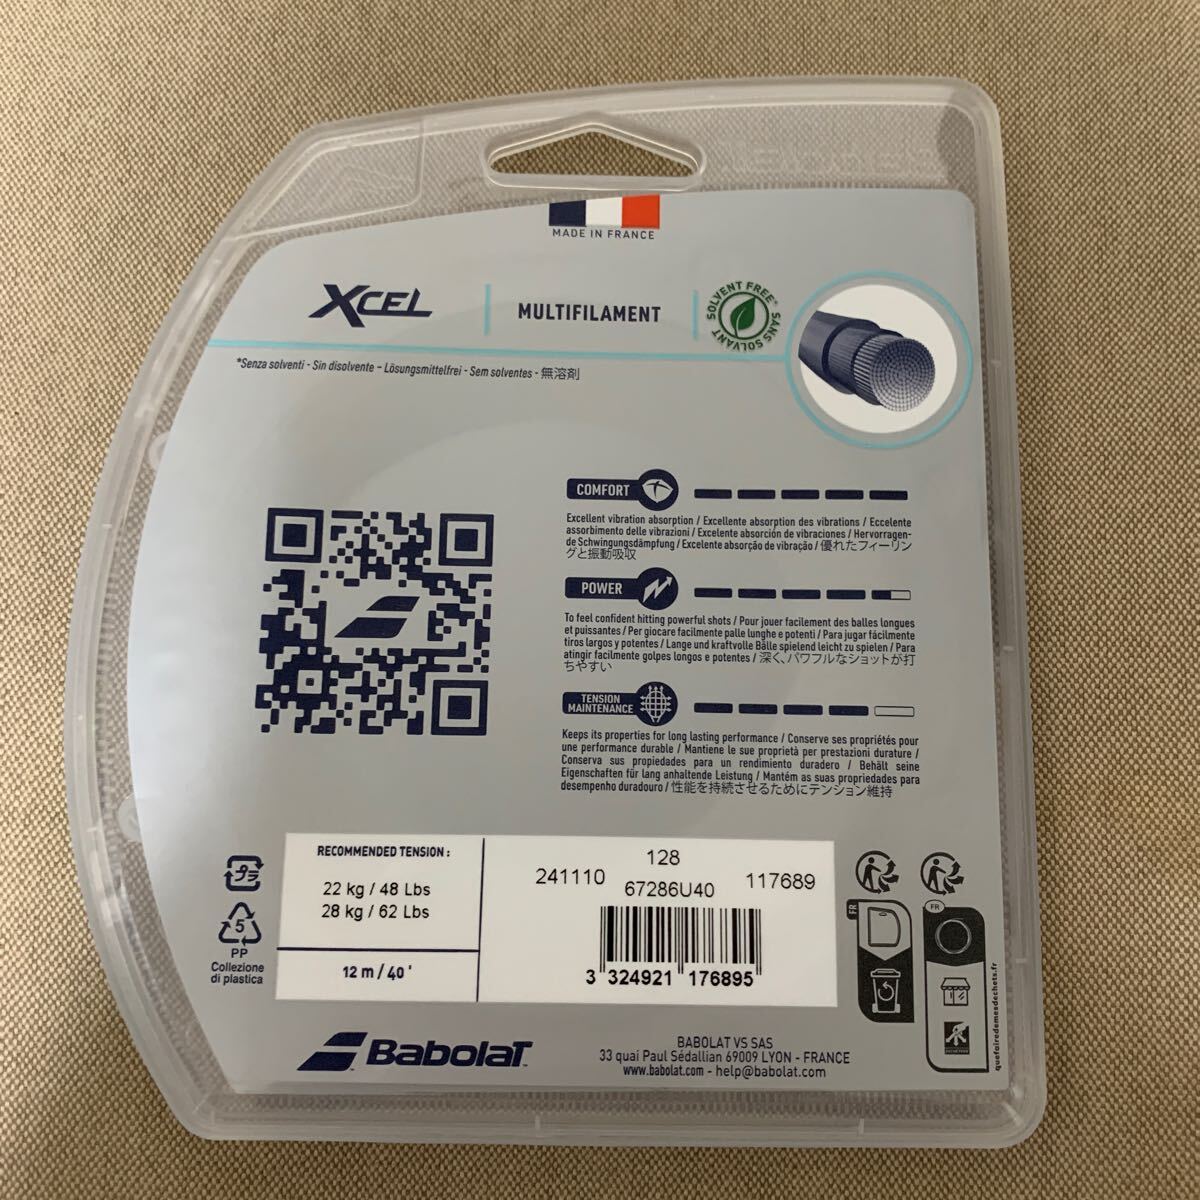 MADE IN FRANCE
XCEL
MULTIFILAMENT
SOLVENT FREE* SANS SOLVANT
*Senza solventi - Sin disolvente - Lösungsmittelfrei - Sem solventes - 無溶剤
COMFORT
Excellent vibration absorption / Excellente absorption des vibrations / Eccelente
assorbimento delle vibrazioni / Excelente absorción de vibraciones / Hervorragen-
de Schwingungsdämpfung / Excelente absorção de vibração / 優れたフィーリン
グと振動吸収
POWER
To feel confident hitting powerful shots / Pour jouer facilement des balles longues
et puissantes / Per giocare facilmente palle lunghe e potenti / Para jugar fácilmente
tiros largos y potentes / Lange und kraftvolle Bälle spielend leicht zu spielen / Para
atingir facilmente golpes longos e potentes / 深く、パワフルなショットが打
ちやすい
TENSION
MAINTENANCE
Keeps its properties for long lasting performance / Conserve ses propriétés pour
une performance durable / Mantiene le sue proprietà per prestazioni durature /
Conserva sus propiedades para un rendimiento duradero / Behält seine
Eigenschaften für lang anhaltende Leistung / Mantém as suas propriedades para
desempenho duradouro / 性能を持続させるためにテンション維持
RECOMMENDED TENSION :
22 kg / 48 Lbs
28 kg / 62 Lbs
12 m / 40 '
128
241110
67286U40
117689
3 324921 176895
プラ
5
PP
Collezione
di plastica
FR
FR
quefairedemesdechets.fr
BABOLAT
BABOLAT VS SAS
33 quai Paul Sédallian 69009 LYON - FRANCE
www.babolat.com - help@babolat.com